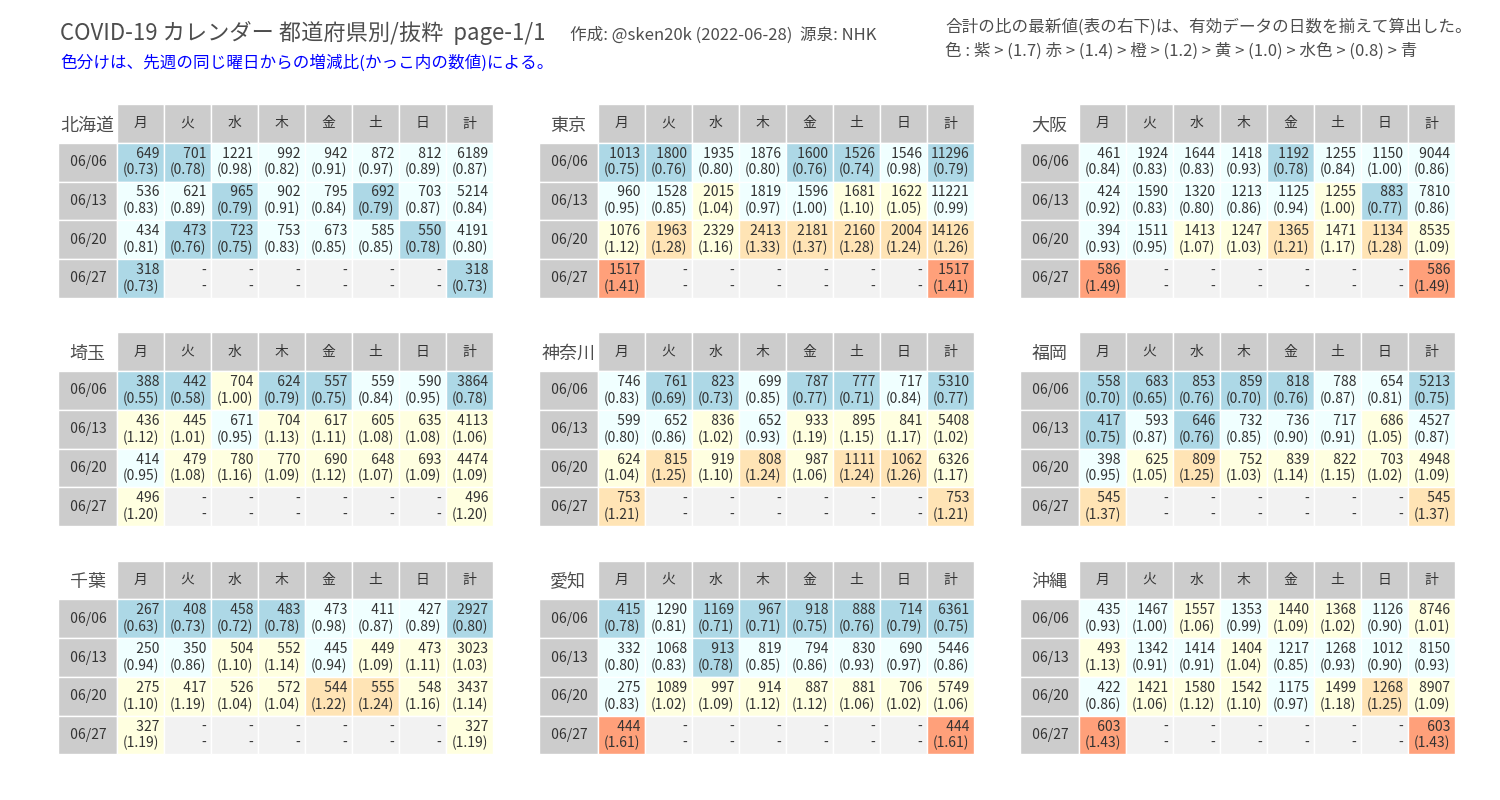 COVID-19 カレンダー 都道府県別/抜粋 page-1/1
作成: @sken20k (2022-06-28) 源泉: NHK
合計の比の最新値(表の右下)は、有効データの日数を揃えて算出した。
色分けは、先週の同じ曜日からの増減比(かっこ内の数値)による。
色 : 紫 > (1.7) 赤 > (1.4) > 橙 > (1.2) > 黄 > (1.0) > 水色 > (0.8) > 青
北海道 月 火 水 木 金 土 日 計
06/06 649 701 1221 992 942 872 812 6189
(0.73) (0.78) (0.98) (0.82) (0.91) (0.97) (0.89) (0.87)
06/13 536 621 965 902 795 692 703 5214
(0.83) (0.89) (0.79) (0.91) (0.84) (0.79) (0.87) (0.84)
06/20 434 473 723 753 673 585 550 4191
(0.81) (0.76) (0.75) (0.83) (0.85) (0.85) (0.78) (0.80)
06/27 318 - - - - - - 318
(0.73) - - - - - - (0.73)
東京 月 火 水 木 金 土 日 計
06/06 1013 1800 1935 1876 1600 1526 1546 11296
(0.75) (0.76) (0.80) (0.80) (0.76) (0.74) (0.98) (0.79)
06/13 960 1528 2015 1819 1596 1681 1622 11221
(0.95) (0.85) (1.04) (0.97) (1.00) (1.10) (1.05) (0.99)
06/20 1076 1963 2329 2413 2181 2160 2004 14126
(1.12) (1.28) (1.16) (1.33) (1.37) (1.28) (1.24) (1.26)
06/27 1517 - - - - - - 1517
(1.41) - - - - - - (1.41)
大阪 月 火 水 木 金 土 日 計
06/06 461 1924 1644 1418 1192 1255 1150 9044
(0.84) (0.83) (0.83) (0.93) (0.78) (0.84) (1.00) (0.86)
06/13 424 1590 1320 1213 1125 1255 883 7810
(0.92) (0.83) (0.80) (0.86) (0.94) (1.00) (0.77) (0.86)
06/20 394 1511 1413 1247 1365 1471 1134 8535
(0.93) (0.95) (1.07) (1.03) (1.21) (1.17) (1.28) (1.09)
06/27 586 - - - - - - 586
(1.49) - - - - - - (1.49)
埼玉 月 火 水 木 金 土 日 計
06/06 388 442 704 624 557 559 590 3864
(0.55) (0.58) (1.00) (0.79) (0.75) (0.84) (0.95) (0.78)
06/13 436 445 671 704 617 605 635 4113
(1.12) (1.01) (0.95) (1.13) (1.11) (1.08) (1.08) (1.06)
06/20 414 479 780 770 690 648 693 4474
(0.95) (1.08) (1.16) (1.09) (1.12) (1.07) (1.09) (1.09)
06/27 496 - - - - - - 496
(1.20) - - - - - - (1.20)
神奈川 月 火 水 木 金 土 日 計
06/06 746 761 823 699 787 777 717 5310
(0.83) (0.69) (0.73) (0.85) (0.77) (0.71) (0.84) (0.77)
06/13 599 652 836 652 933 895 841 5408
(0.80) (0.86) (1.02) (0.93) (1.19) (1.15) (1.17) (1.02)
06/20 624 815 919 808 987 1111 1062 6326
(1.04) (1.25) (1.10) (1.24) (1.06) (1.24) (1.26) (1.17)
06/27 753 - - - - - - 753
(1.21) - - - - - - (1.21)
福岡 月 火 水 木 金 土 日 計
06/06 558 683 853 859 818 788 654 5213
(0.70) (0.65) (0.76) (0.70) (0.76) (0.87) (0.81) (0.75)
06/13 417 593 646 732 736 717 686 4527
(0.75) (0.87) (0.76) (0.85) (0.90) (0.91) (1.05) (0.87)
06/20 398 625 809 752 839 822 703 4948
(0.95) (1.05) (1.25) (1.03) (1.14) (1.15) (1.02) (1.09)
06/27 545 - - - - - - 545
(1.37) - - - - - - (1.37)
千葉 月 火 水 木 金 土 日 計
06/06 267 408 458 483 473 411 427 2927
(0.63) (0.73) (0.72) (0.78) (0.98) (0.87) (0.89) (0.80)
06/13 250 350 504 552 445 449 473 3023
(0.94) (0.86) (1.10) (1.14) (0.94) (1.09) (1.11) (1.03)
06/20 275 417 526 572 544 555 548 3437
(1.10) (1.19) (1.04) (1.04) (1.22) (1.24) (1.16) (1.14)
06/27 327 - - - - - - 327
(1.19) - - - - - - (1.19)
愛知 月 火 水 木 金 土 日 計
06/06 415 1290 1169 967 918 888 714 6361
(0.78) (0.81) (0.71) (0.71) (0.75) (0.76) (0.79) (0.75)
06/13 332 1068 913 819 794 830 690 5446
(0.80) (0.83) (0.78) (0.85) (0.86) (0.93) (0.97) (0.86)
06/20 275 1089 997 914 887 881 706 5749
(0.83) (1.02) (1.09) (1.12) (1.12) (1.06) (1.02) (1.06)
06/27 444 - - - - - - 444
(1.61) - - - - - - (1.61)
沖縄 月 火 水 木 金 土 日 計
06/06 435 1467 1557 1353 1440 1368 1126 8746
(0.93) (1.00) (1.06) (0.99) (1.09) (1.02) (0.90) (1.01)
06/13 493 1342 1414 1404 1217 1268 1012 8150
(1.13) (0.91) (0.91) (1.04) (0.85) (0.93) (0.90) (0.93)
06/20 422 1421 1580 1542 1175 1499 1268 8907
(0.86) (1.06) (1.12) (1.10) (0.97) (1.18) (1.25) (1.09)
06/27 603 - - - - - - 603
(1.43) - - - - - - (1.43)